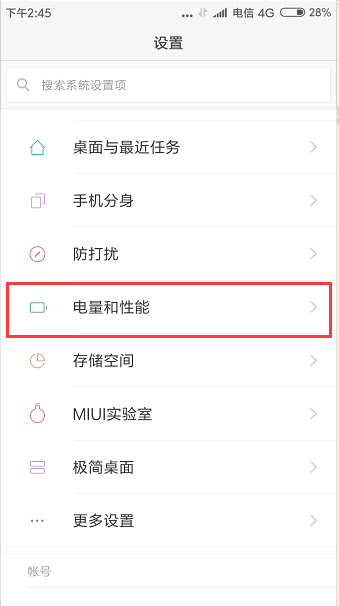 下午2:45 ... 电信 4G 28%
设置
搜索系统设置项
桌面与最近任务
手机分身
防打扰
电量和性能
存储空间
MIUI实验室
极简桌面
更多设置
帐号